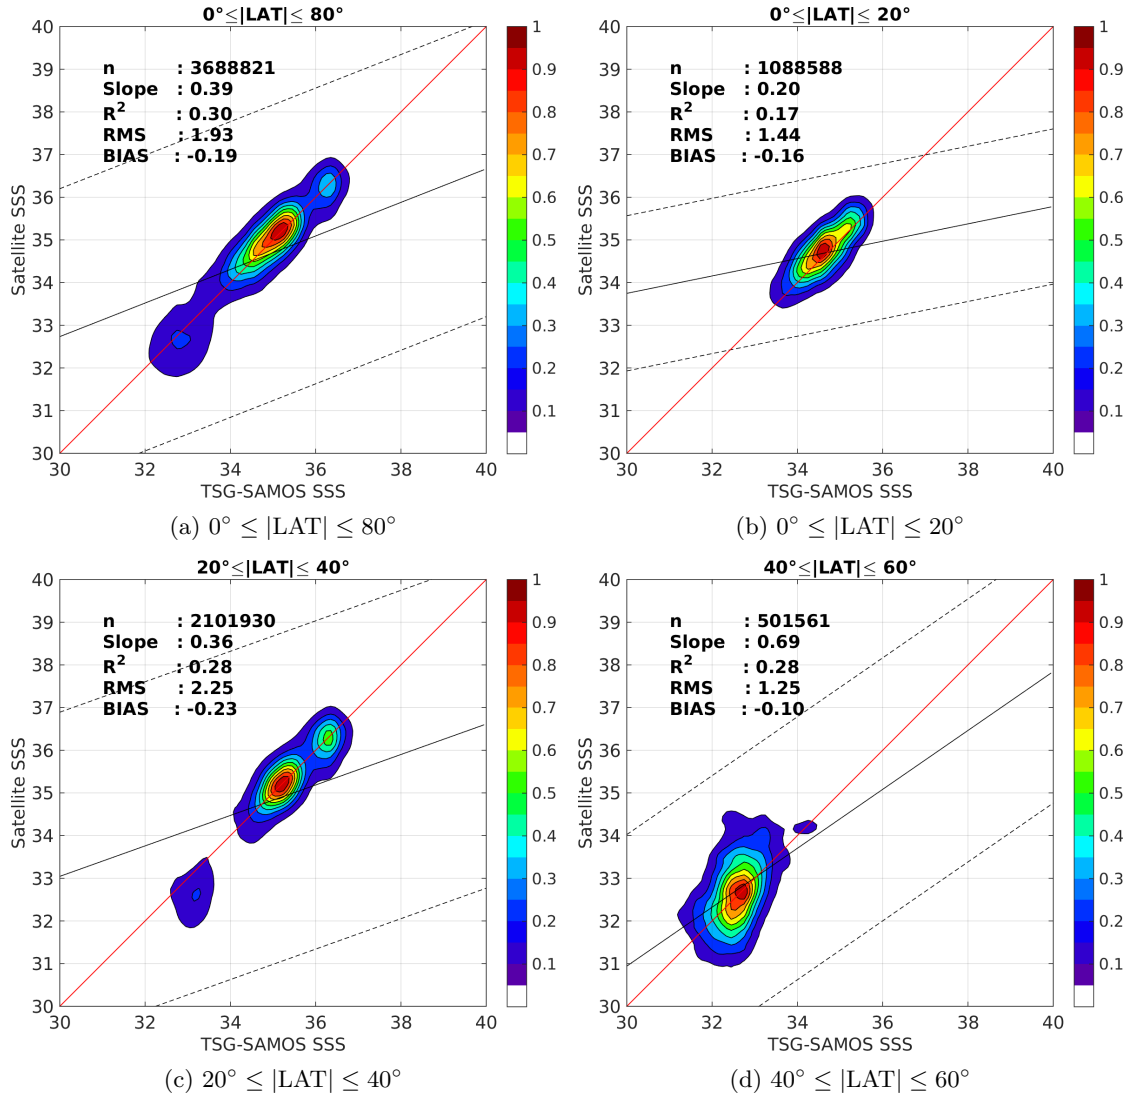 0°≤|LAT|≤ 80°
n : 3688821
Slope : 0.39
R² : 0.30
RMS : 1.93
BIAS : -0.19
40
39
38
37
36
35
34
33
32
31
30
30 32 34 36 38 40
Satellite SSS
TSG-SAMOS SSS
1
0.9
0.8
0.7
0.6
0.5
0.4
0.3
0.2
0.1
(a) 0° ≤ |LAT| ≤ 80°
0°≤|LAT|≤ 20°
n : 1088588
Slope : 0.20
R² : 0.17
RMS : 1.44
BIAS : -0.16
40
39
38
37
36
35
34
33
32
31
30
30 32 34 36 38 40
Satellite SSS
TSG-SAMOS SSS
1
0.9
0.8
0.7
0.6
0.5
0.4
0.3
0.2
0.1
(b) 0° ≤ |LAT| ≤ 20°
20°≤|LAT|≤ 40°
n : 2101930
Slope : 0.36
R² : 0.28
RMS : 2.25
BIAS : -0.23
40
39
38
37
36
35
34
33
32
31
30
30 32 34 36 38 40
Satellite SSS
TSG-SAMOS SSS
1
0.9
0.8
0.7
0.6
0.5
0.4
0.3
0.2
0.1
(c) 20° ≤ |LAT| ≤ 40°
40°≤|LAT|≤ 60°
n : 501561
Slope : 0.69
R² : 0.28
RMS : 1.25
BIAS : -0.10
40
39
38
37
36
35
34
33
32
31
30
30 32 34 36 38 40
Satellite SSS
TSG-SAMOS SSS
1
0.9
0.8
0.7
0.6
0.5
0.4
0.3
0.2
0.1
(d) 40° ≤ |LAT| ≤ 60°